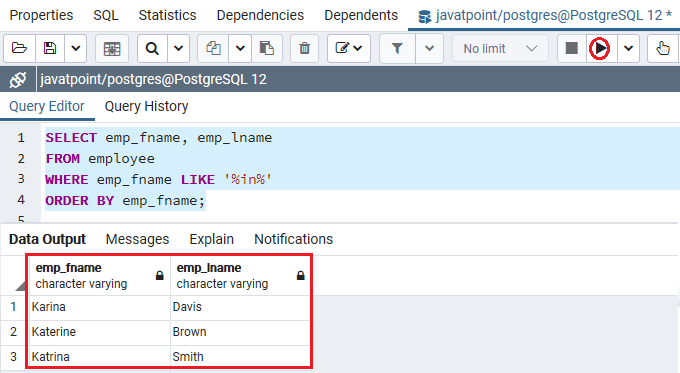 Properties SQL Statistics Dependencies Dependents javatpoint/postgres@PostgreSQL 12 *
No limit
javatpoint/postgres@PostgreSQL 12
Query Editor Query History
1 SELECT emp_fname, emp_lname
2 FROM employee
3 WHERE emp_fname LIKE '%in%'
4 ORDER BY emp_fname;
5
Data Output Messages Explain Notifications
emp_fname emp_lname
character varying character varying
1 Karina Davis
2 Katerine Brown
3 Katrina Smith